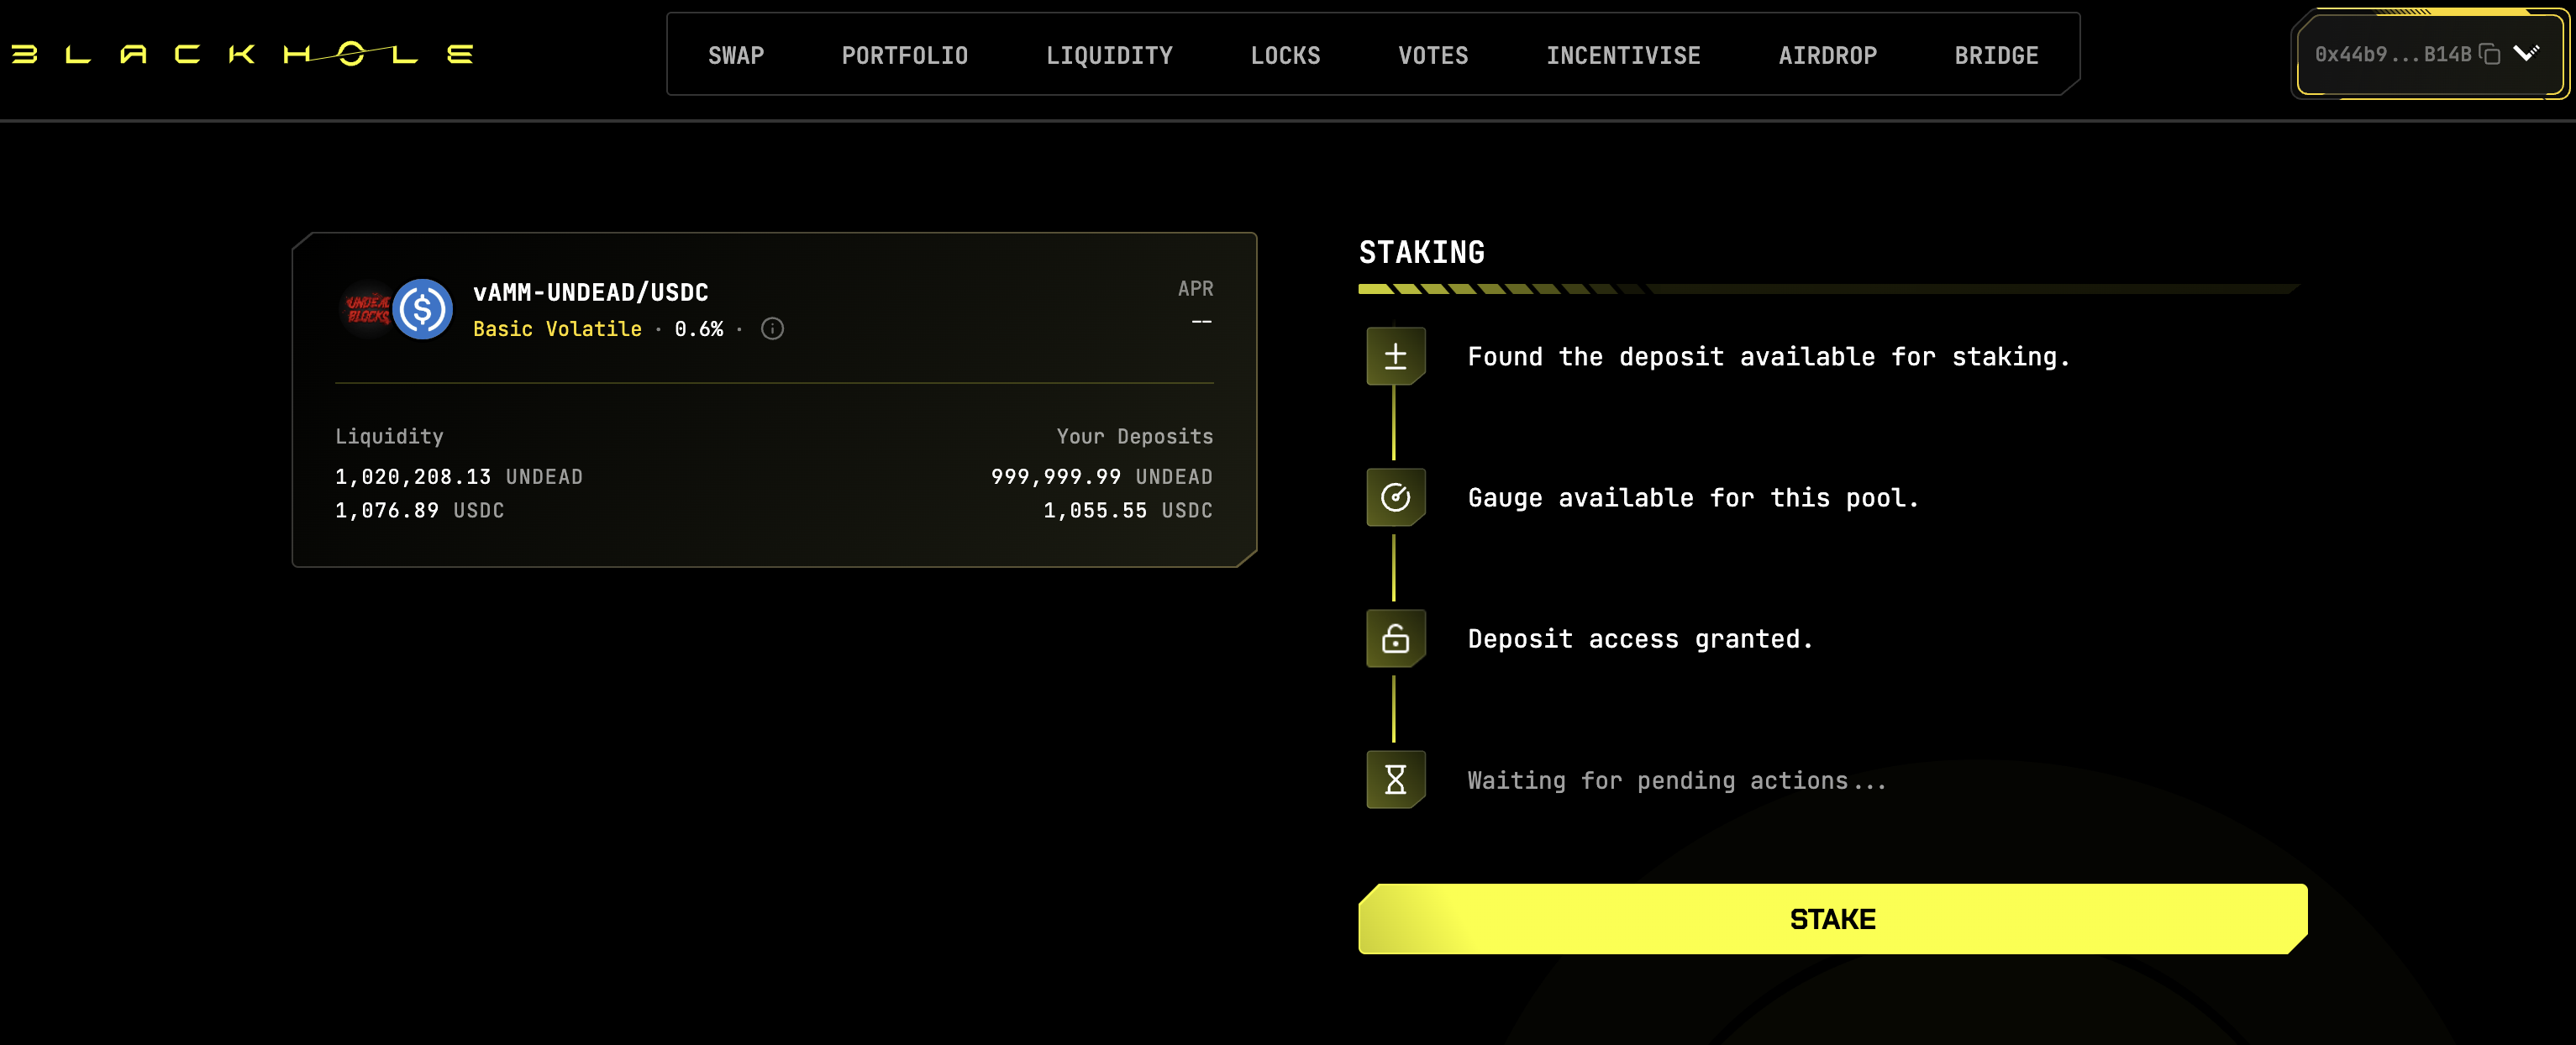 BLACKHOLE
SWAP PORTFOLIO LIQUIDITY LOCKS VOTES INCENTIVISE AIRDROP BRIDGE
0x44b9...B14B
UNDEAD
BLOCKS
vAMM-UNDEAD/USDC
Basic Volatile · 0.6% ·
APR
--
Liquidity
1,020,208.13 UNDEAD
1,076.89 USDC
Your Deposits
999,999.99 UNDEAD
1,055.55 USDC
STAKING
Found the deposit available for staking.
Gauge available for this pool.
Deposit access granted.
Waiting for pending actions...
STAKE